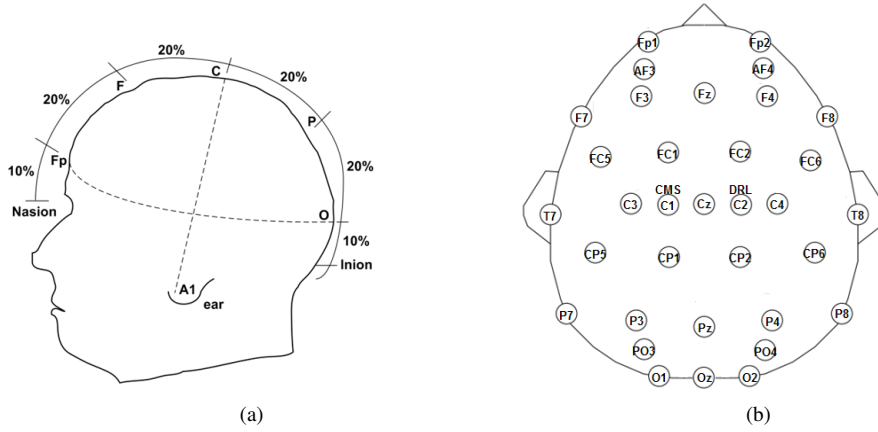 20%
C
20%
F
20%
P
20%
Fp
10%
Nasion
O
10%
Inion
A1
ear
(a)
Fp1 Fp2
AF3 AF4
F3 Fz F4
F7 F8
FC5 FC1 FC2 FC6
CMS DRL
C3 C1 Cz C2 C4
T7 T8
CP5 CP1 CP2 CP6
P7 P3 Pz P4 P8
PO3 PO4
O1 Oz O2
(b)